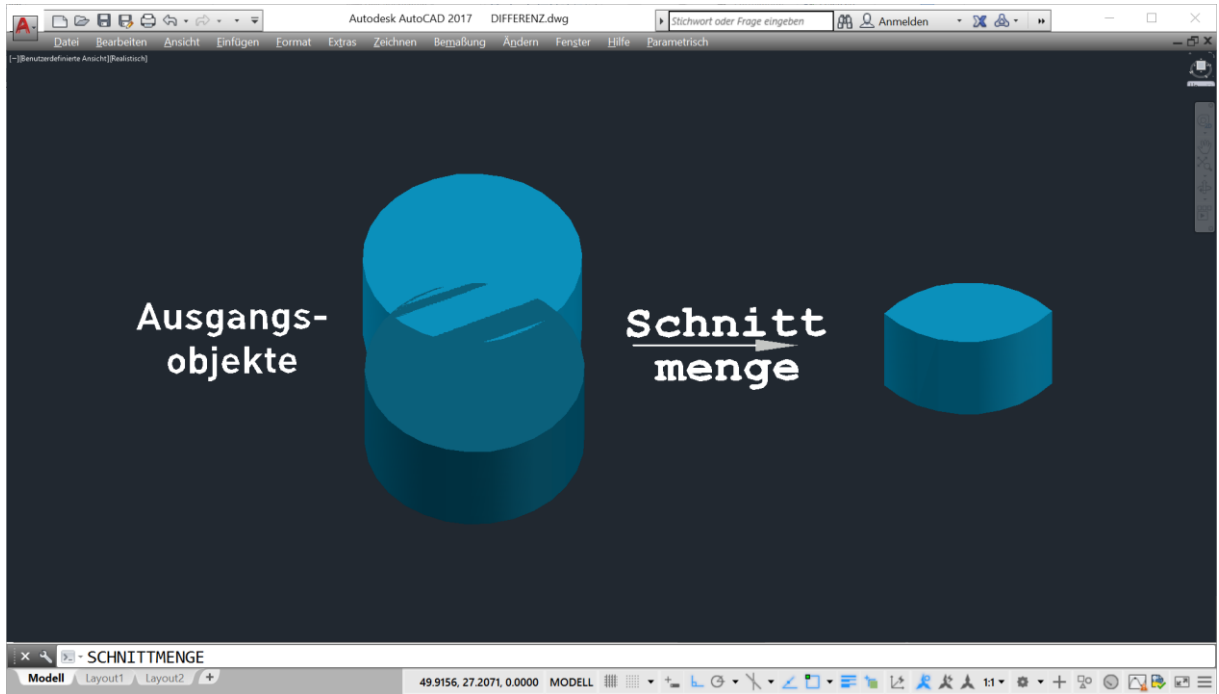 Autodesk AutoCAD 2017 DIFFERENZ.dwg
Stichwort oder Frage eingeben
Anmelden
Datei Bearbeiten Ansicht Einfügen Format Extras Zeichnen Bemaßung Ändern Fenster Hilfe Parametrisch
[−][Benutzerdefinierte Ansicht][Realistisch]
Ausgangs-
objekte
Schnitt
menge
SCHNITTMENGE
Modell Layout1 Layout2 +
49.9156, 27.2071, 0.0000 MODELL 1:1